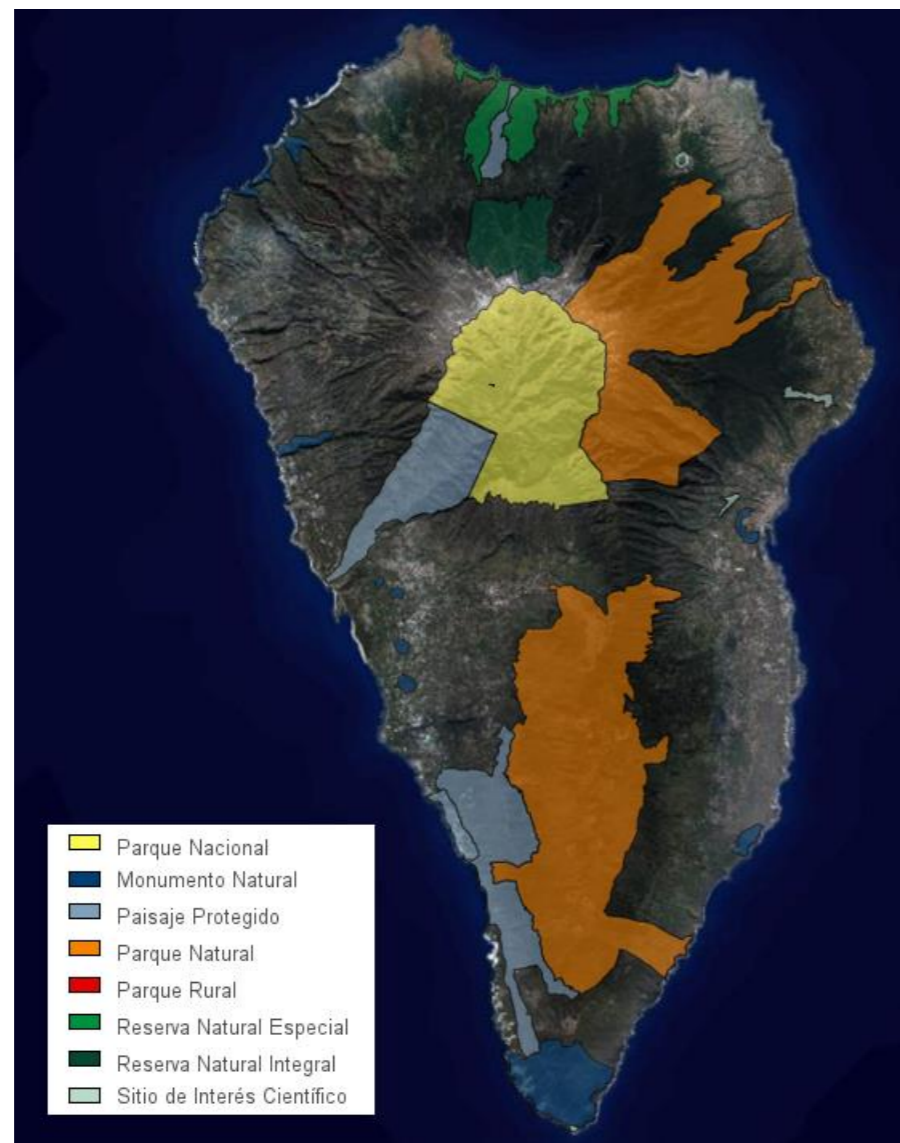 Parque Nacional
Monumento Natural
Paisaje Protegido
Parque Natural
Parque Rural
Reserva Natural Especial
Reserva Natural Integral
Sitio de Interés Científico